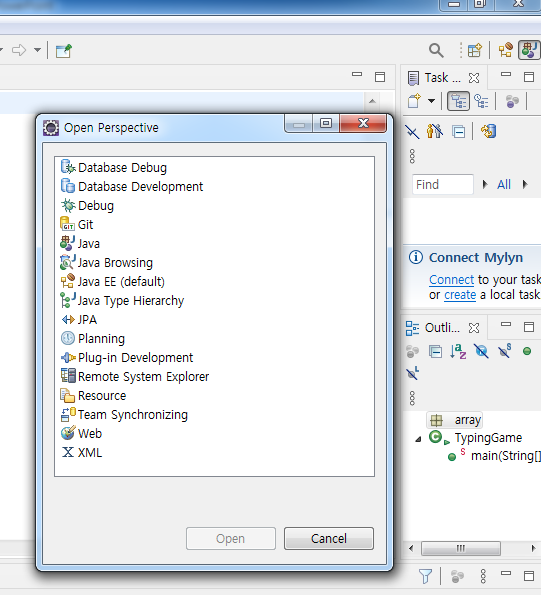 Task ...
Find
All
Connect Mylyn
Connect to your task
or create a local task
Outli...
array
TypingGame
main(String[]
Open Perspective
Database Debug
Database Development
Debug
Git
Java
Java Browsing
Java EE (default)
Java Type Hierarchy
JPA
Planning
Plug-in Development
Remote System Explorer
Resource
Team Synchronizing
Web
XML
Open
Cancel